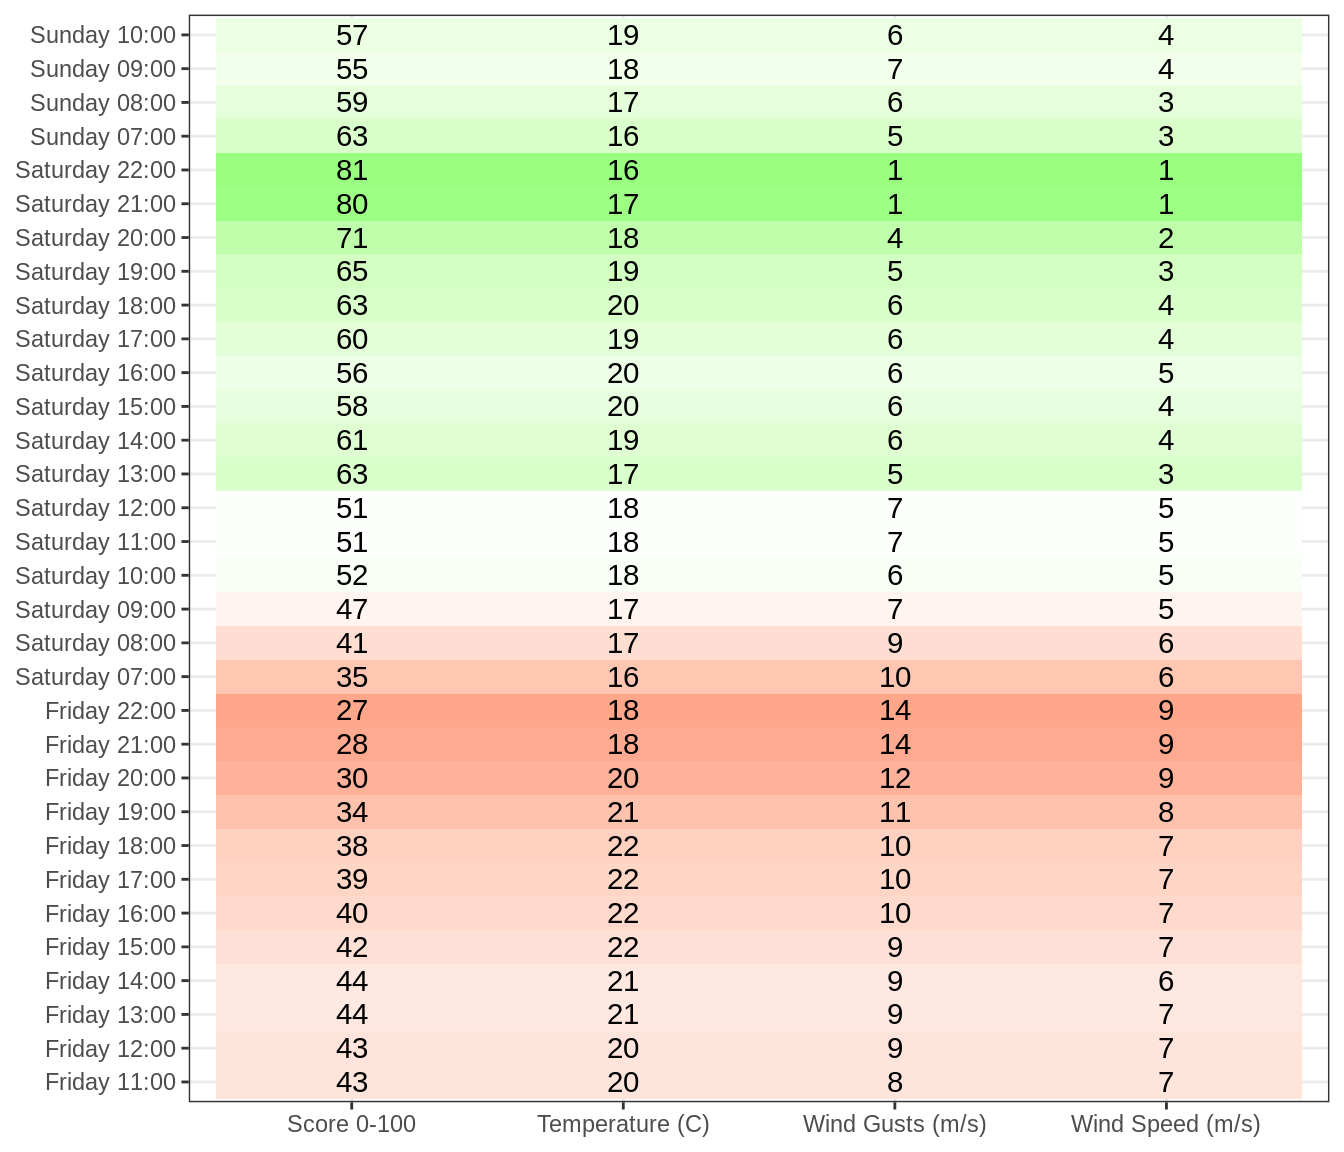 Sunday 10:00 57 19 6 4
Sunday 09:00 55 18 7 4
Sunday 08:00 59 17 6 3
Sunday 07:00 63 16 5 3
Saturday 22:00 81 16 1 1
Saturday 21:00 80 17 1 1
Saturday 20:00 71 18 4 2
Saturday 19:00 65 19 5 3
Saturday 18:00 63 20 6 4
Saturday 17:00 60 19 6 4
Saturday 16:00 56 20 6 5
Saturday 15:00 58 20 6 4
Saturday 14:00 61 19 6 4
Saturday 13:00 63 17 5 3
Saturday 12:00 51 18 7 5
Saturday 11:00 51 18 7 5
Saturday 10:00 52 18 6 5
Saturday 09:00 47 17 7 5
Saturday 08:00 41 17 9 6
Saturday 07:00 35 16 10 6
Friday 22:00 27 18 14 9
Friday 21:00 28 18 14 9
Friday 20:00 30 20 12 9
Friday 19:00 34 21 11 8
Friday 18:00 38 22 10 7
Friday 17:00 39 22 10 7
Friday 16:00 40 22 10 7
Friday 15:00 42 22 9 7
Friday 14:00 44 21 9 6
Friday 13:00 44 21 9 7
Friday 12:00 43 20 9 7
Friday 11:00 43 20 8 7
Score 0-100 Temperature (C) Wind Gusts (m/s) Wind Speed (m/s)